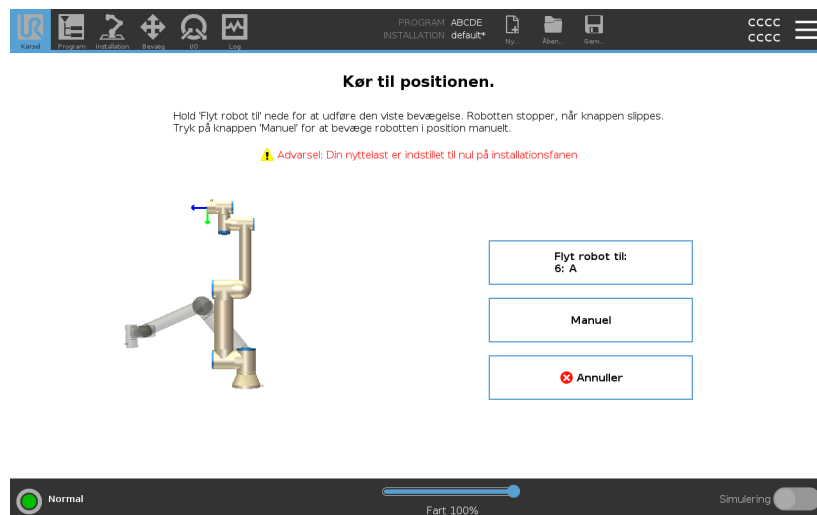 UR
PROGRAM ABCDE
INSTALLATION default*
CCCC
CCCC
Kørsel Program Installation Bevæg I/O Log Ny... Åben... Gem...
Kør til positionen.
Hold 'Flyt robot til' nede for at udføre den viste bevægelse. Robotten stopper, når knappen slippes.
Tryk på knappen 'Manuel' for at bevæge robotten i position manuelt.
Advarsel: Din nyttelast er indstillet til nul på installationsfanen
Flyt robot til:
6: A
Manuel
Annuller
Normal
Fart 100%
Simulering